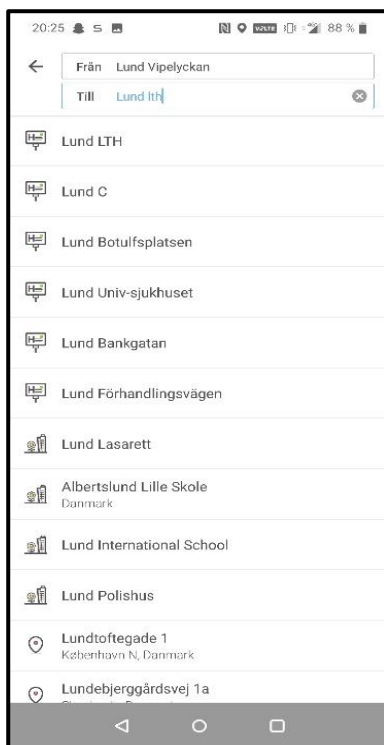 20:25 S 88 %
Från Lund Vipelyckan
Till Lund lth
Lund LTH
Lund C
Lund Botulfsplatsen
Lund Univ-sjukhuset
Lund Bankgatan
Lund Förhandlingsvägen
Lund Lasarett
Albertslund Lille Skole
Danmark
Lund International School
Lund Polishus
Lundtoftegade 1
København N, Danmark
Lundebjerggårdsvej 1a